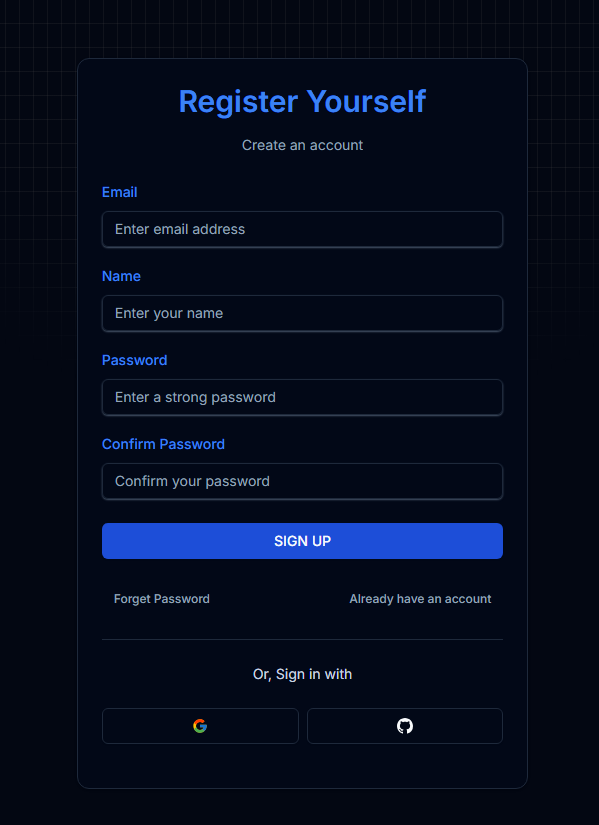 Register Yourself
Create an account
Email
Enter email address
Name
Enter your name
Password
Enter a strong password
Confirm Password
Confirm your password
SIGN UP
Forget Password
Already have an account
Or, Sign in with